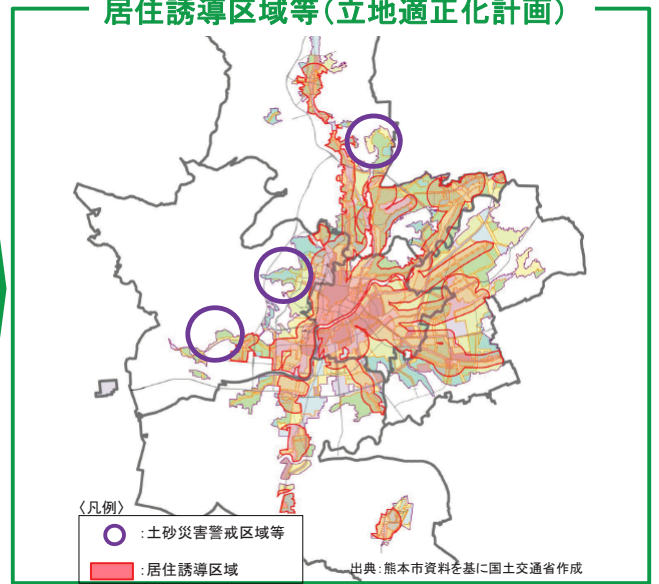 居住誘導区域等(立地適正化計画)
〈凡例〉
:土砂災害警戒区域等
:居住誘導区域
出典:熊本市資料を基に国土交通省作成